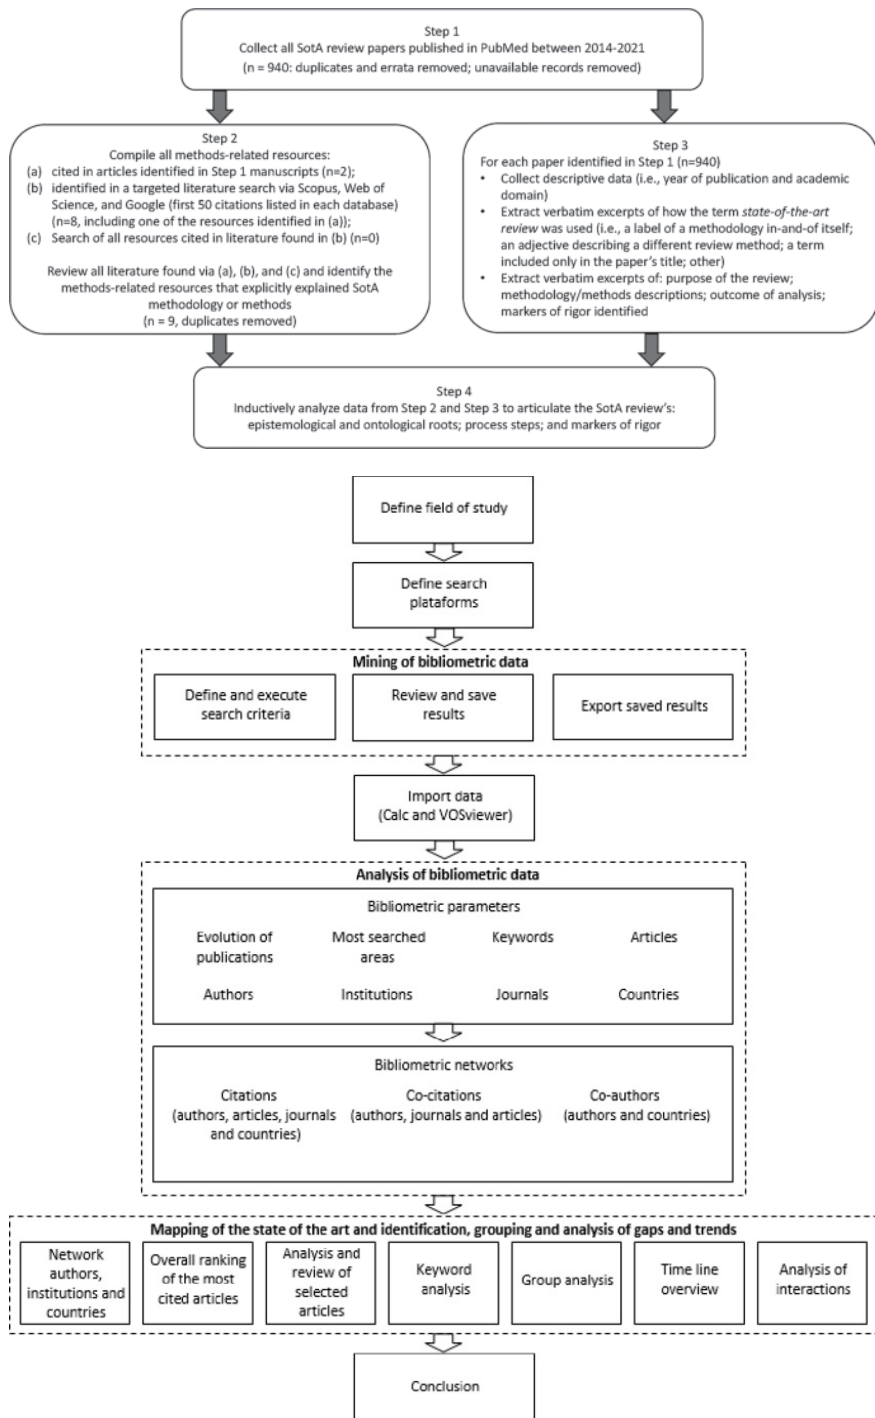 Step 1
Collect all SotA review papers published in PubMed between 2014-2021
(n = 940: duplicates and errata removed; unavailable records removed)
Step 2
Compile all methods-related resources:
(a) cited in articles identified in Step 1 manuscripts (n=2);
(b) identified in a targeted literature search via Scopus, Web of
Science, and Google (first 50 citations listed in each database)
(n=8, including one of the resources identified in (a));
(c) Search of all resources cited in literature found in (b) (n=0)
Review all literature found via (a), (b), and (c) and identify the
methods-related resources that explicitly explained SotA
methodology or methods
(n = 9, duplicates removed)
Step 3
For each paper identified in Step 1 (n=940)
• Collect descriptive data (i.e., year of publication and academic
domain)
• Extract verbatim excerpts of how the term state-of-the-art
review was used (i.e., a label of a methodology in-and-of itself;
an adjective describing a different review method; a term
included only in the paper's title; other)
• Extract verbatim excerpts of: purpose of the review;
methodology/methods descriptions; outcome of analysis;
markers of rigor identified
Step 4
Inductively analyze data from Step 2 and Step 3 to articulate the SotA review's:
epistemological and ontological roots; process steps; and markers of rigor
Define field of study
Define search
plataforms
Mining of bibliometric data
Define and execute
search criteria
Review and save
results
Export saved results
Import data
(Calc and VOSviewer)
Analysis of bibliometric data
Bibliometric parameters
Evolution of
publications
Most searched
areas
Keywords
Articles
Authors
Institutions
Journals
Countries
Bibliometric networks
Citations
(authors, articles, journals
and countries)
Co-citations
(authors, journals and articles)
Co-authors
(authors and countries)
Mapping of the state of the art and identification, grouping and analysis of gaps and trends
Network
authors,
institutions and
countries
Overall ranking
of the most
cited articles
Analysis and
review of
selected
articles
Keyword
analysis
Group analysis
Time line
overview
Analysis of
interactions
Conclusion